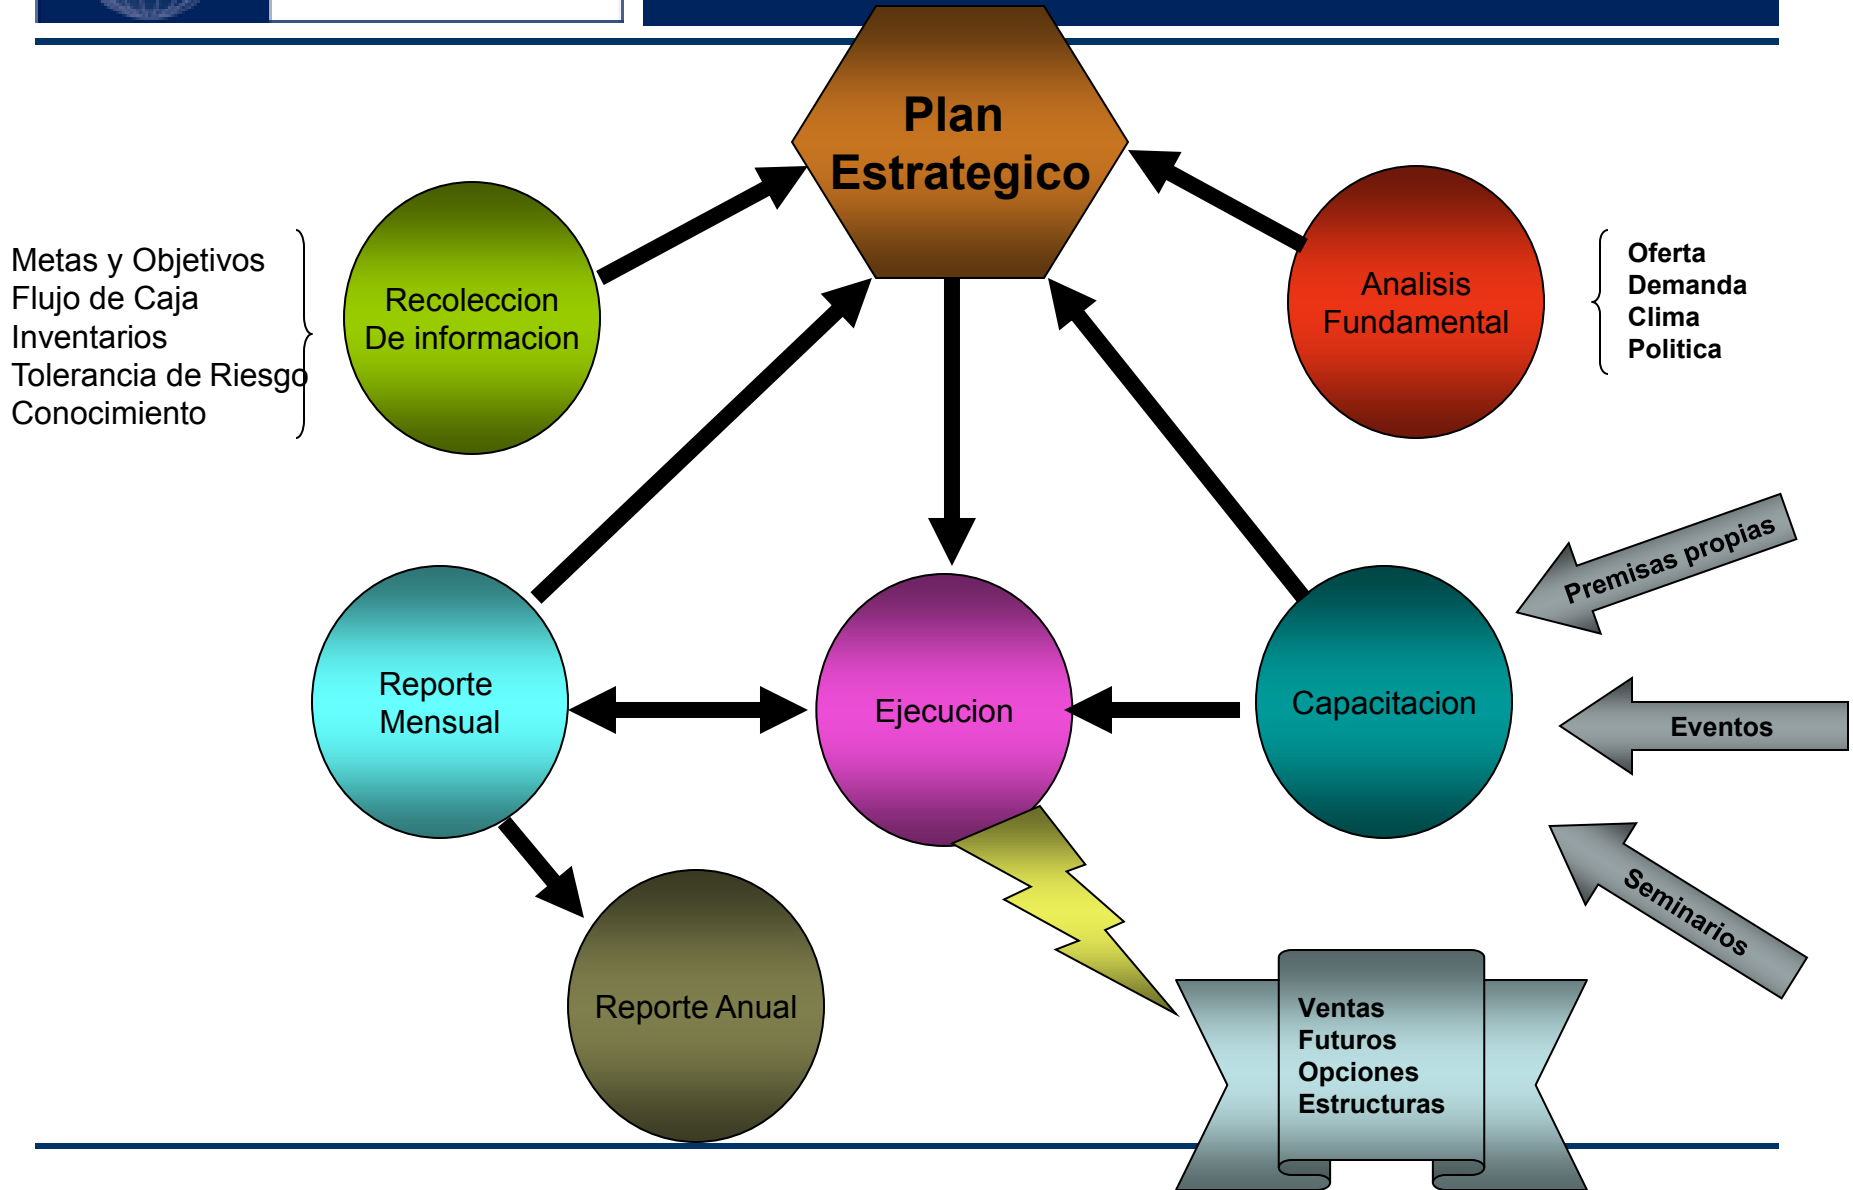 Plan
Estrategico
Metas y Objetivos
Flujo de Caja
Inventarios
Tolerancia de Riesgo
Conocimiento
Recoleccion
De informacion
Analisis
Fundamental
Oferta
Demanda
Clima
Politica
Reporte
Mensual
Ejecucion
Capacitacion
Premisas propias
Eventos
Seminarios
Reporte Anual
Ventas
Futuros
Opciones
Estructuras